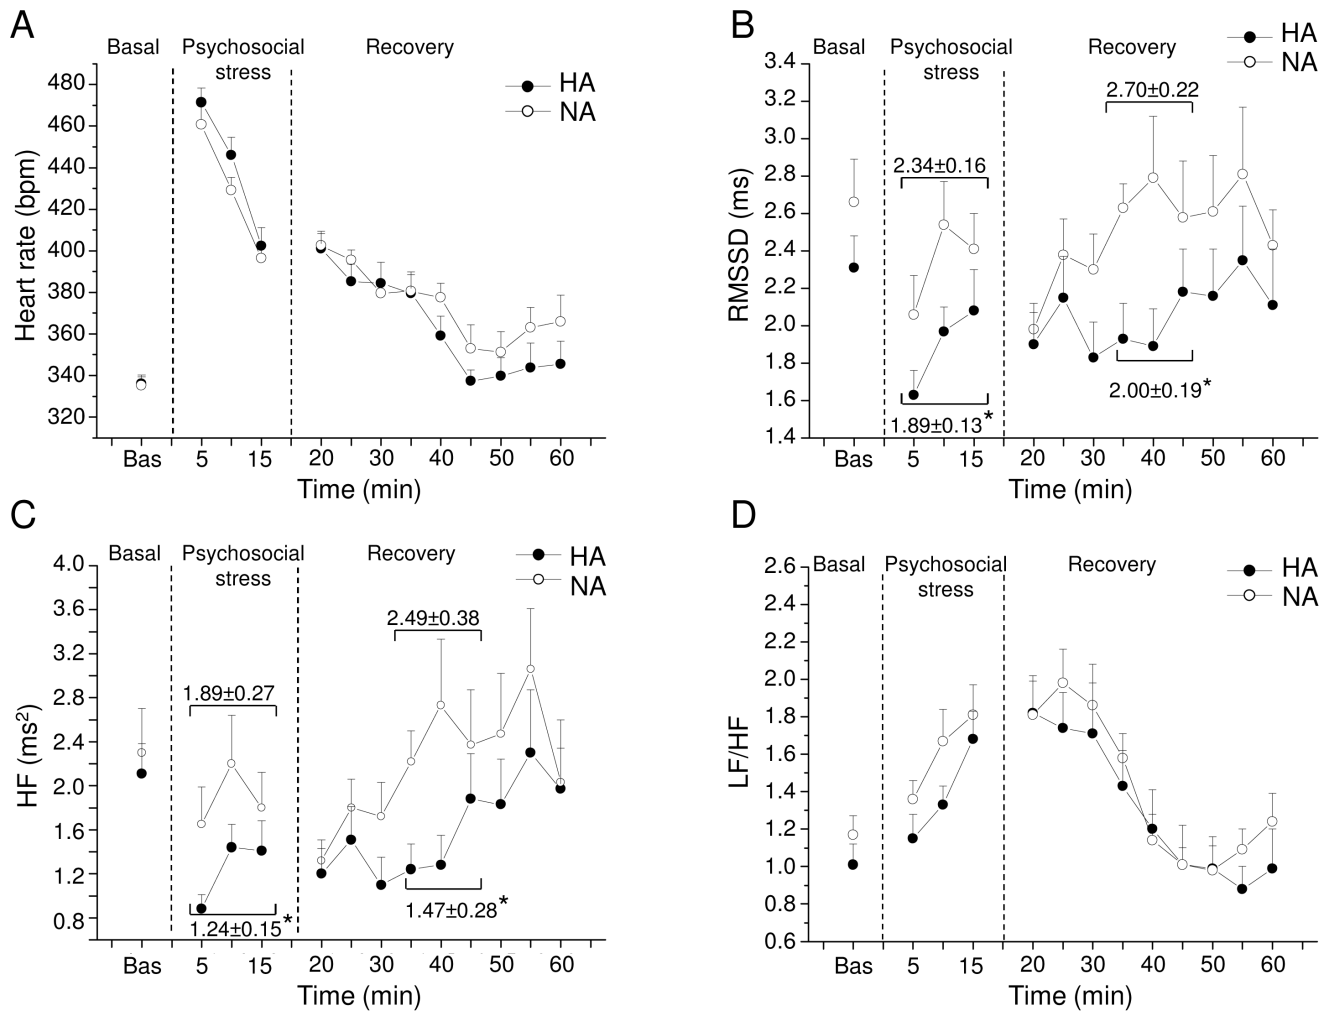 A
Basal
Psychosocial
stress
Recovery
HA
NA
480
460
440
420
400
380
360
340
320
Heart rate (bpm)
Bas 5 15 20 30 40 50 60
Time (min)
B
Basal
Psychosocial
stress
Recovery
HA
NA
3.4
3.2
3.0
2.8
2.6
2.4
2.2
2.0
1.8
1.6
1.4
RMSSD (ms)
2.34±0.16
2.70±0.22
1.89±0.13*
2.00±0.19*
Bas 5 15 20 30 40 50 60
Time (min)
C
Basal
Psychosocial
stress
Recovery
HA
NA
4.0
3.6
3.2
2.8
2.4
2.0
1.6
1.2
0.8
HF (ms²)
1.89±0.27
2.49±0.38
1.24±0.15*
1.47±0.28*
Bas 5 15 20 30 40 50 60
Time (min)
D
Basal
Psychosocial
stress
Recovery
HA
NA
2.6
2.4
2.2
2.0
1.8
1.6
1.4
1.2
1.0
0.8
0.6
LF/HF
Bas 5 15 20 30 40 50 60
Time (min)